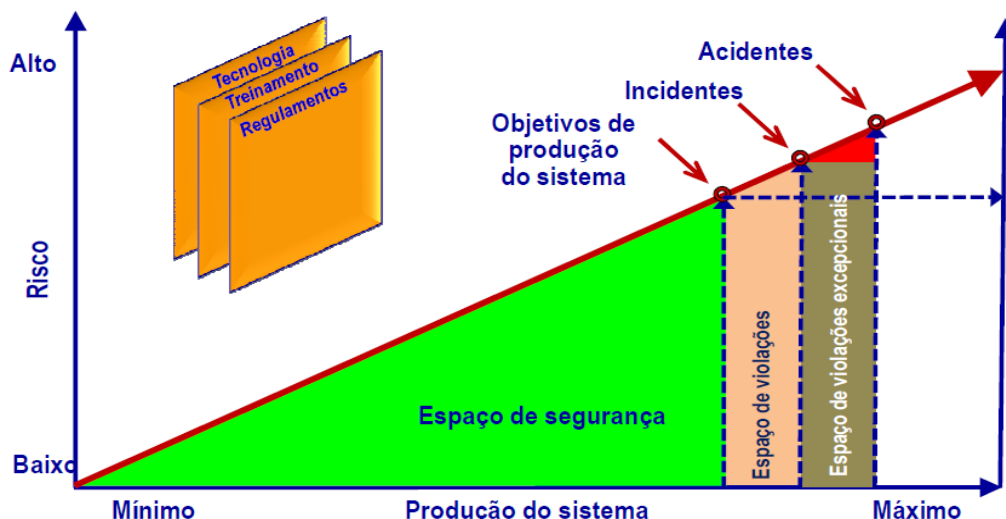 Alto
Tecnologia
Treinamento
Regulamentos
Acidentes
Incidentes
Objetivos de
produção
do sistema
Risco
Espaço de segurança
Espaço de violações
Espaço de violações excepcionais
Baixo
Mínimo
Produção do sistema
Máximo